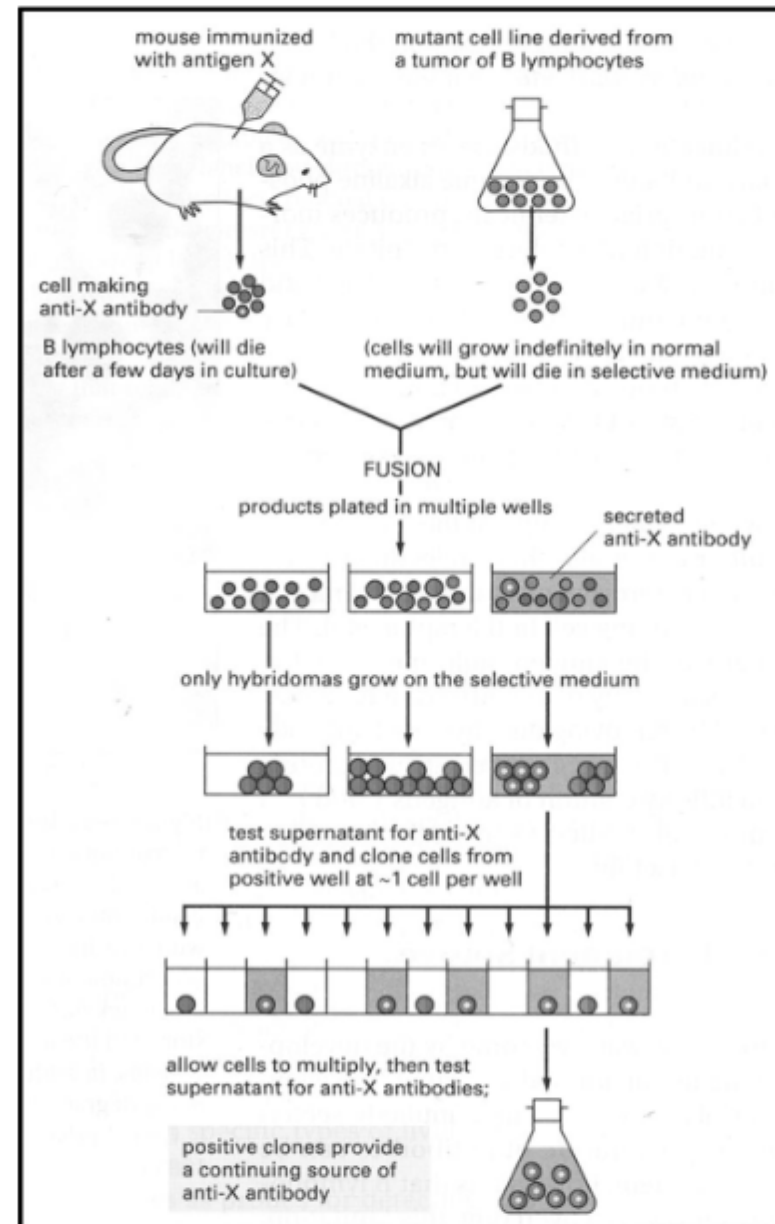 mouse immunized
with antigen X
mutant cell line derived from
a tumor of B lymphocytes
cell making
anti-X antibody
B lymphocytes (will die
after a few days in culture)
(cells will grow indefinitely in normal
medium, but will die in selective medium)
FUSION
products plated in multiple wells
secreted
anti-X antibody
only hybridomas grow on the selective medium
test supernatant for anti-X
antibody and clone cells from
positive well at ~1 cell per well
allow cells to multiply, then test
supernatant for anti-X antibodies;
positive clones provide
a continuing source of
anti-X antibody